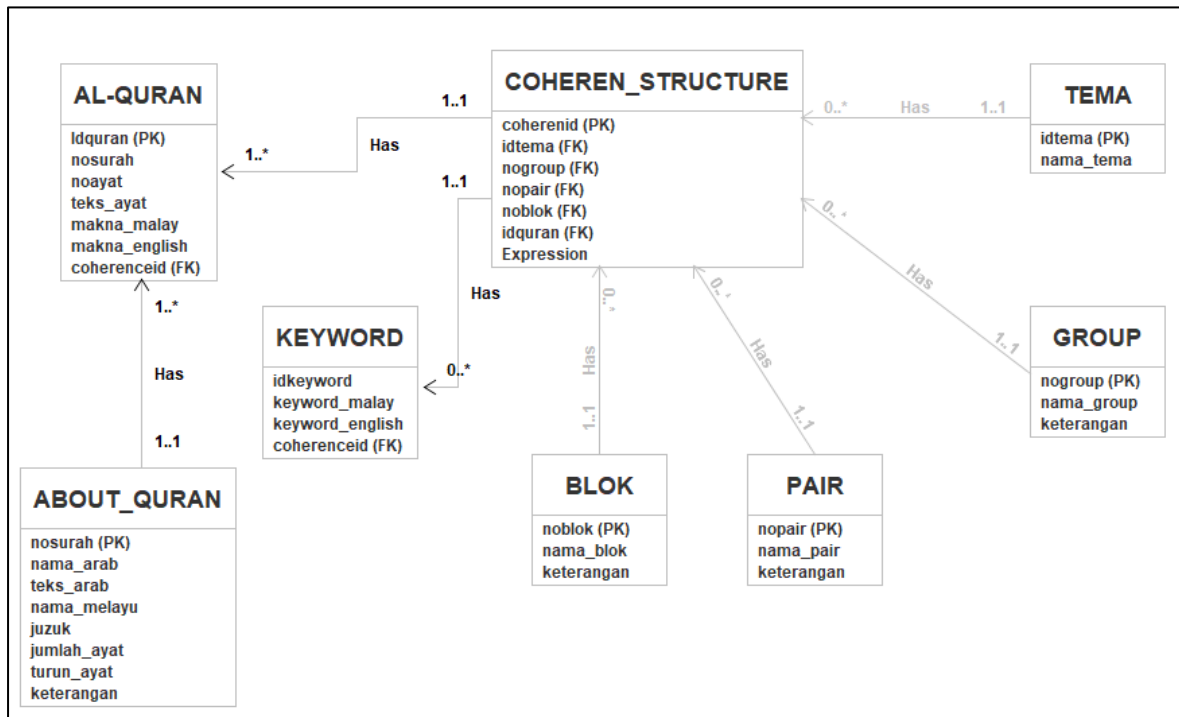 AL-QURAN
Idquran (PK)
nosurah
noayat
teks_ayat
makna_malay
makna_english
coherenceid (FK)
1..1
Has
1..*
COHEREN_STRUCTURE
coherenid (PK)
idtema (FK)
nogroup (FK)
nopair (FK)
noblok (FK)
idquran (FK)
Expression
0..* Has 1..1
TEMA
idtema (PK)
nama_tema
1..1
Has
0..*
KEYWORD
idkeyword
keyword_malay
keyword_english
coherenceid (FK)
0..*
Has
1..1
GROUP
nogroup (PK)
nama_group
keterangan
1..*
Has
1..1
ABOUT_QURAN
nosurah (PK)
nama_arab
teks_arab
nama_melayu
juzuk
jumlah_ayat
turun_ayat
keterangan
0..*
Has
1..1
BLOK
noblok (PK)
nama_blok
keterangan
0..*
Has
1..1
PAIR
nopair (PK)
nama_pair
keterangan